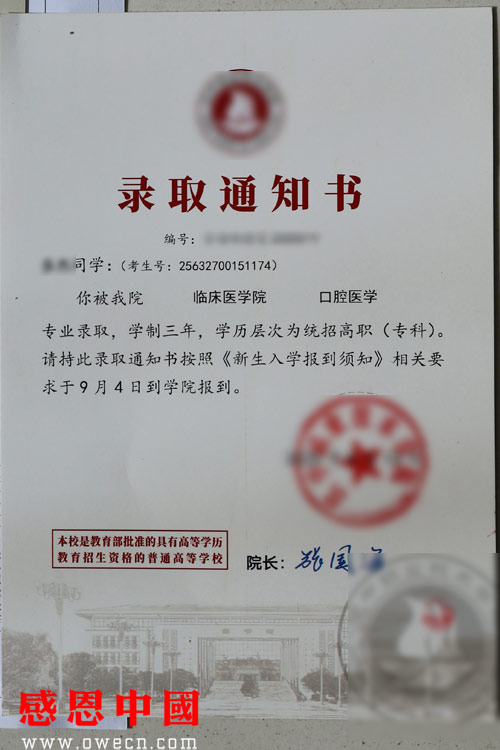 录取通知书
编号：
同学：（考生号：25632700151174）
你被我院 临床医学院 口腔医学
专业录取，学制三年，学历层次为统招高职（专科）。
请持此录取通知书按照《新生入学报到须知》相关要
求于9月4日到学院报到。
本校是教育部批准的具有高等学历
教育招生资格的普通高等学校
院长：
感恩中國
www.owecn.com